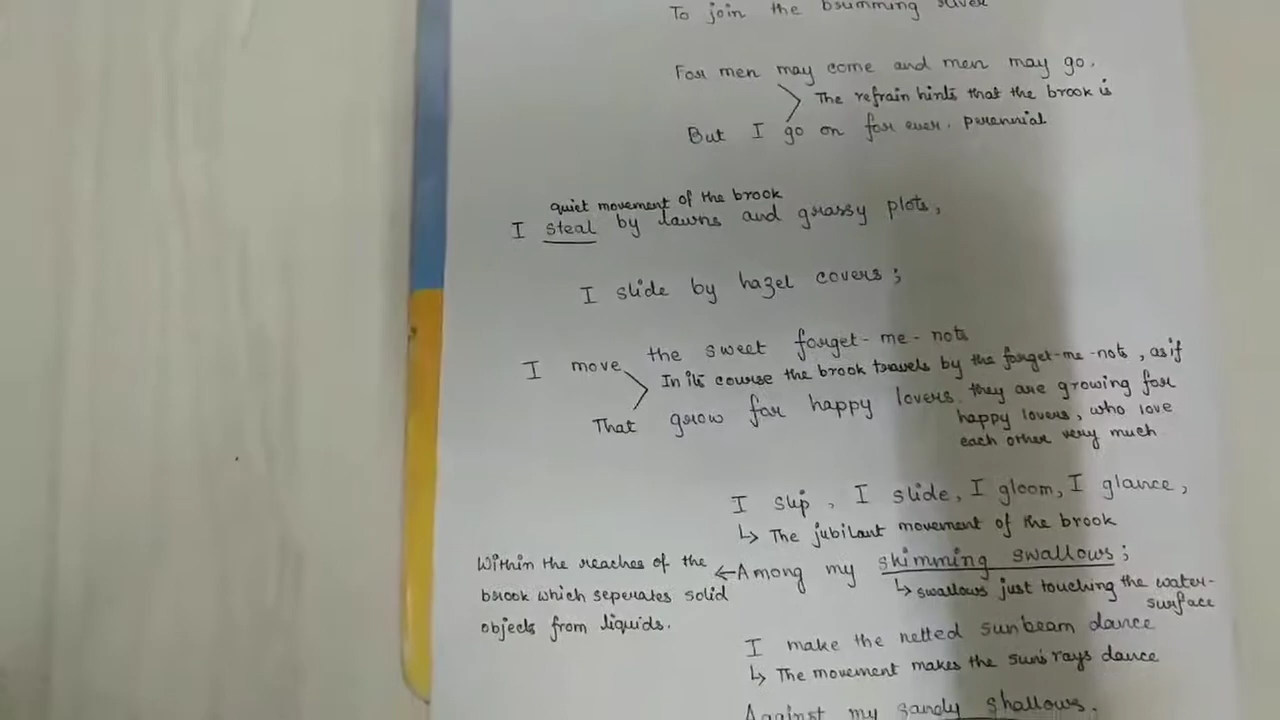 To join the brimming river
For men may come and men may go,
The refrain hints that the brook is
But I go on for ever. perennial
quiet movement of the brook
I steal by lawns and grassy plots,
I slide by hazel covers;
I move the sweet forget-me-nots
In its course the brook travels by the forget-me-nots, as if
That grow for happy lovers. they are growing for
happy lovers, who love
each other very much
I slip, I slide, I gloom, I glance,
↳ The jubilant movement of the brook
Within the reaches of the ← Among my skimming swallows;
brook which seperates solid ↳ swallows just touching the water-
objects from liquids. surface
I make the netted sunbeam dance
↳ The movement makes the sun's rays dance
Against my sandy shallows.